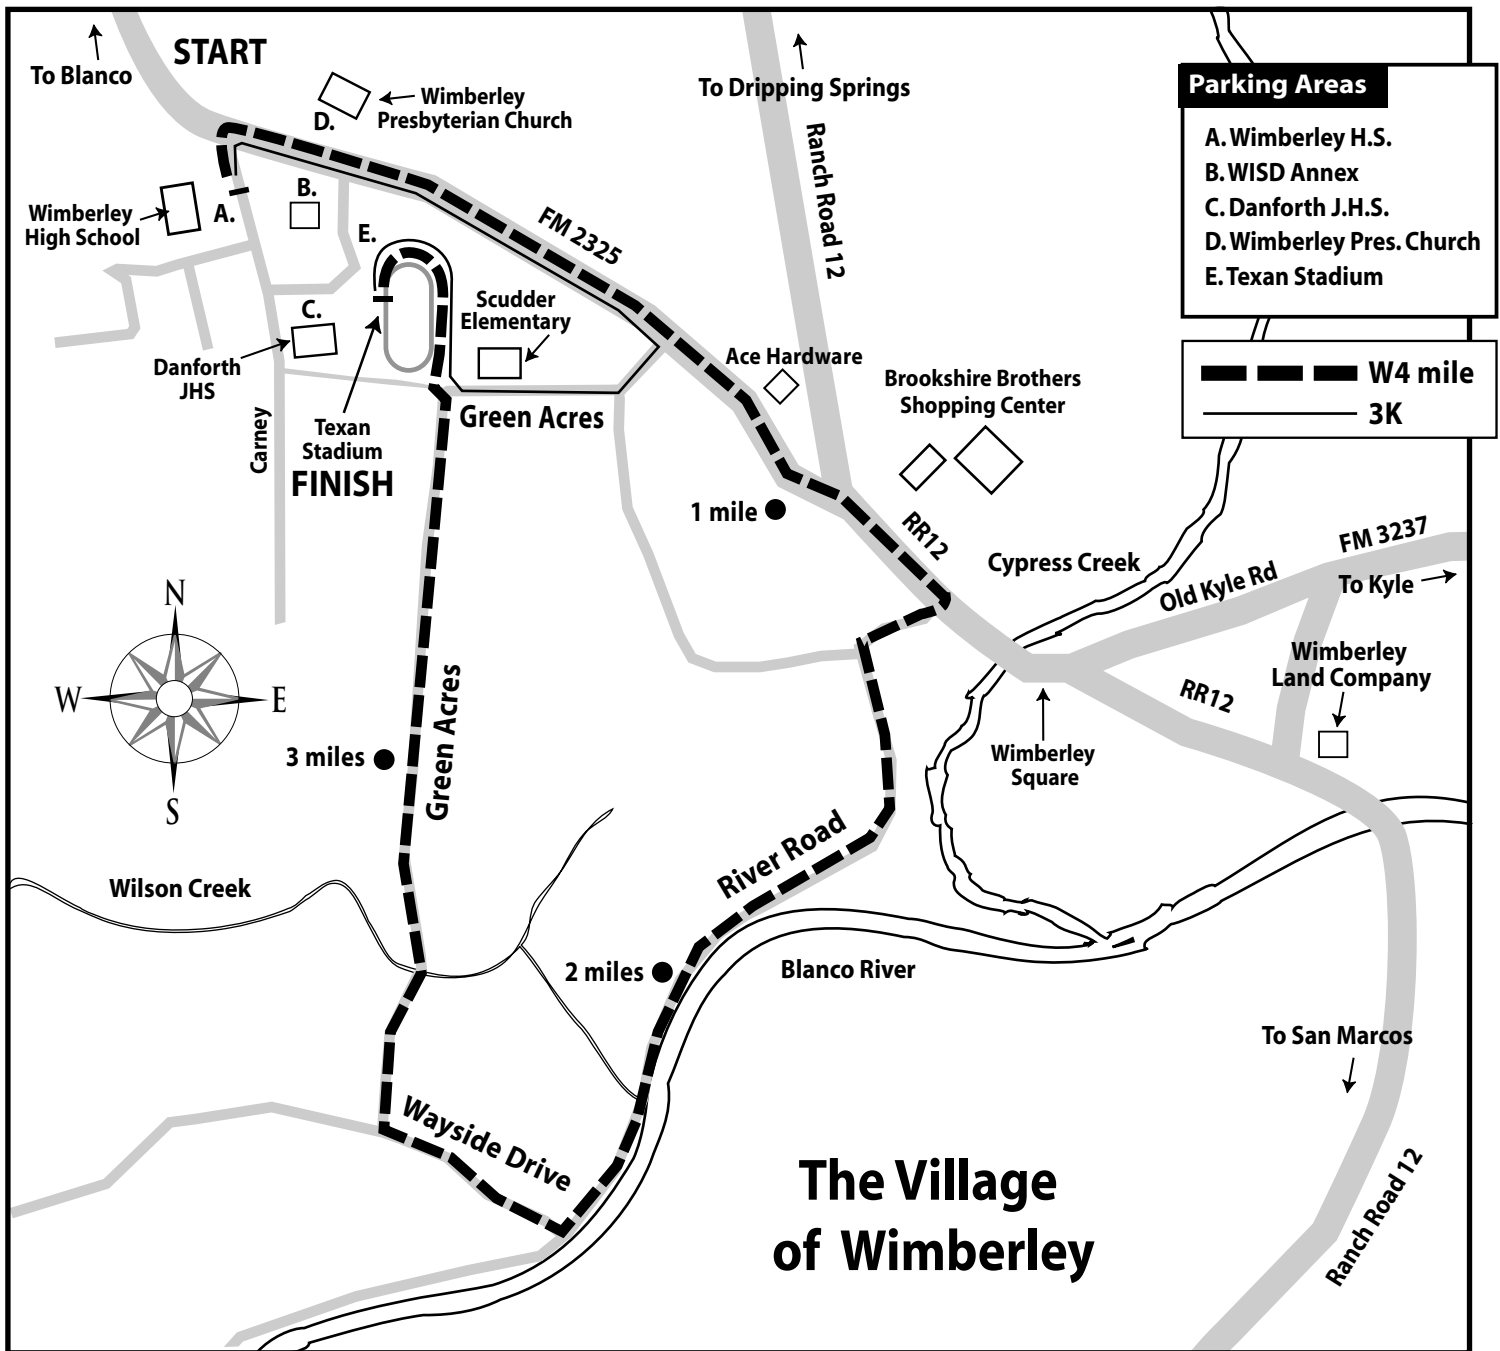 START
To Blanco
Wimberley
Presbyterian Church
D.
To Dripping Springs
Ranch Road 12
Parking Areas
A. Wimberley H.S.
B. WISD Annex
C. Danforth J.H.S.
D. Wimberley Pres. Church
E. Texan Stadium
W4 mile
3K
Wimberley
High School
A.
B.
E.
FM 2325
C.
Danforth
JHS
Scudder
Elementary
Ace Hardware
Brookshire Brothers
Shopping Center
Carney
Texan
Stadium
FINISH
Green Acres
1 mile
RR12
Cypress Creek
Old Kyle Rd
FM 3237
To Kyle
Wimberley
Land Company
RR12
Wimberley
Square
N
W
E
S
3 miles
Green Acres
River Road
Wilson Creek
2 miles
Blanco River
To San Marcos
Wayside Drive
Ranch Road 12
The Village
of Wimberley